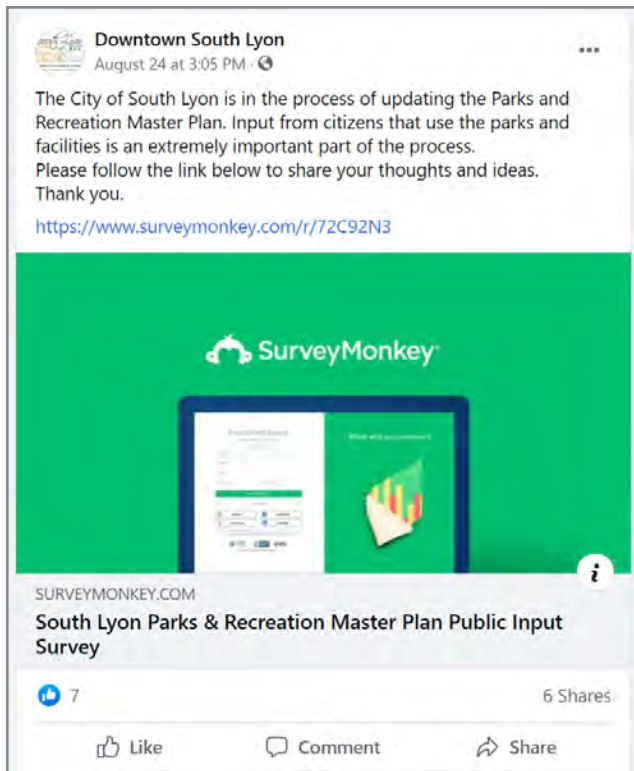 Downtown South Lyon
August 24 at 3:05 PM ·
The City of South Lyon is in the process of updating the Parks and
Recreation Master Plan. Input from citizens that use the parks and
facilities is an extremely important part of the process.
Please follow the link below to share your thoughts and ideas.
Thank you.
https://www.surveymonkey.com/r/72C92N3
SurveyMonkey
SURVEYMONKEY.COM
South Lyon Parks & Recreation Master Plan Public Input
Survey
7
6 Shares
Like
Comment
Share